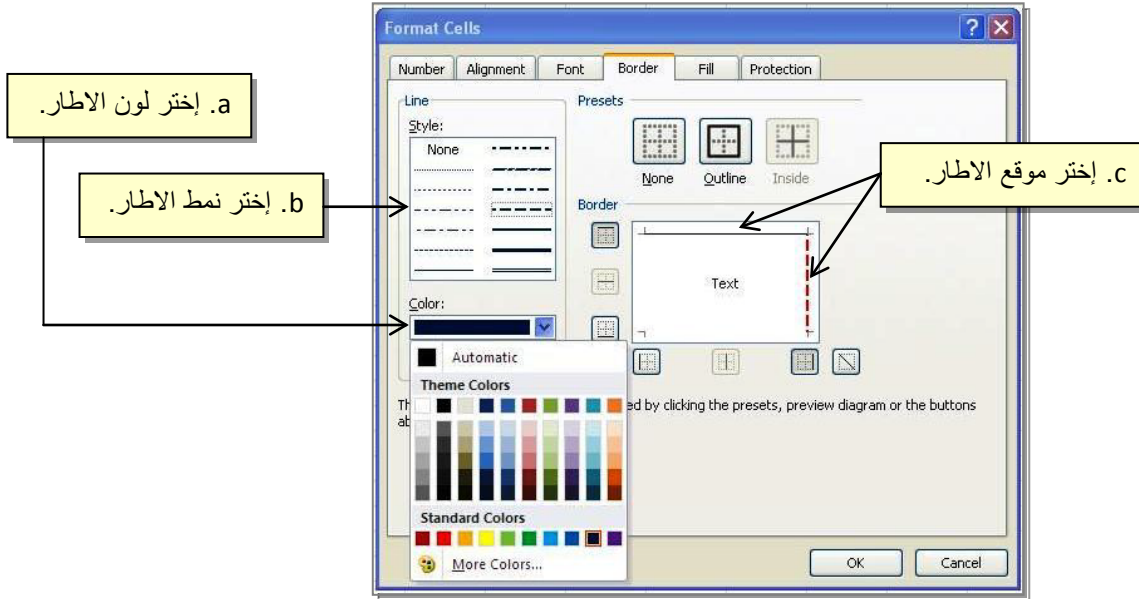 Format Cells
Number Alignment Font Border Fill Protection
a. إختر لون الاطار.
Line
Style:
None
b. إختر نمط الاطار.
Color:
Automatic
Theme Colors
Standard Colors
More Colors...
Presets
None Outline Inside
c. إختر موقع الاطار.
Border
Text
ed by clicking the presets, preview diagram or the buttons
OK Cancel